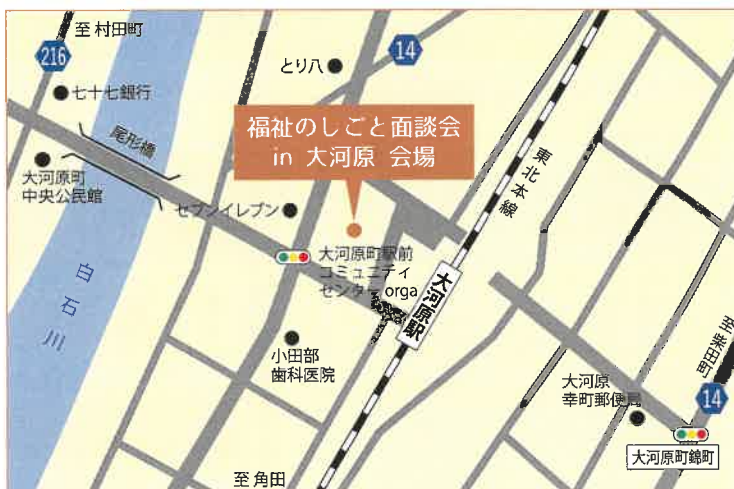 至 村田町
216
七十七銀行
尾形橋
大河原町
中央公民館
とり八
14
福祉のしごと面談会
in 大河原 会場
セブンイレブン
大河原町駅前
コミュニティ
センター orga
東北本線
大河原駅
白石川
小田部
歯科医院
至 角田
大河原
幸町郵便局
至 柴田町
14
大河原町錦町